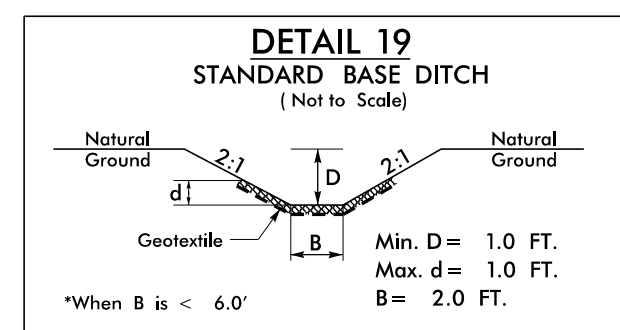 DETAIL 19
STANDARD BASE DITCH
( Not to Scale)
Natural
Ground
2:1
D
2:1
Natural
Ground
d
Geotextile
B
Min. D = 1.0 FT.
Max. d = 1.0 FT.
B = 2.0 FT.
*When B is < 6.0'